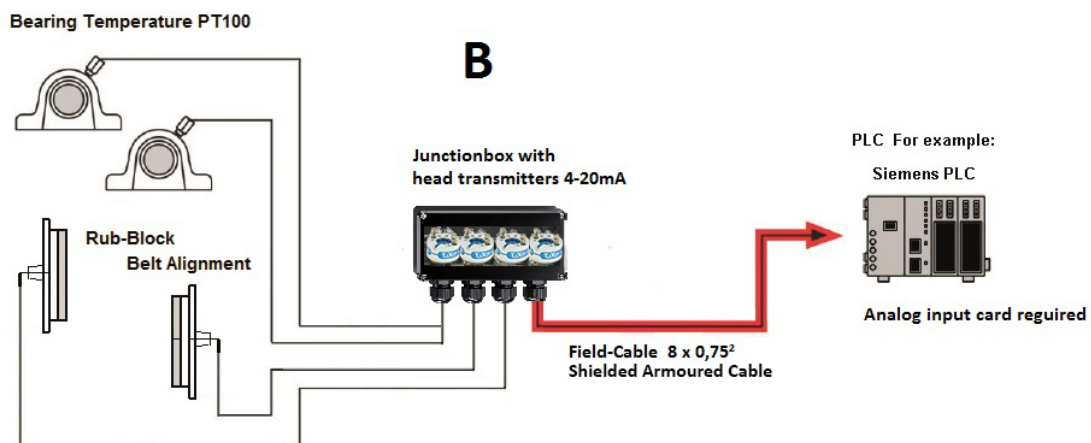 Bearing Temperature PT100
B
PLC For example:
Siemens PLC
Junctionbox with
head transmitters 4-20mA
Rub-Block
Belt Alignment
Analog input card reguired
Field-Cable 8 x 0,75²
Shielded Armoured Cable